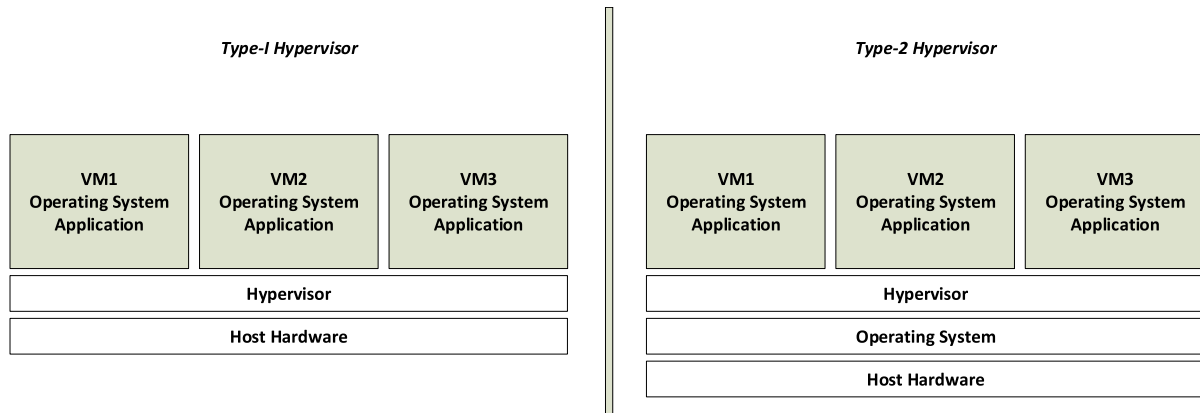 Type-I Hypervisor
VM1
Operating System
Application
VM2
Operating System
Application
VM3
Operating System
Application
Hypervisor
Host Hardware
Type-2 Hypervisor
VM1
Operating System
Application
VM2
Operating System
Application
VM3
Operating System
Application
Hypervisor
Operating System
Host Hardware